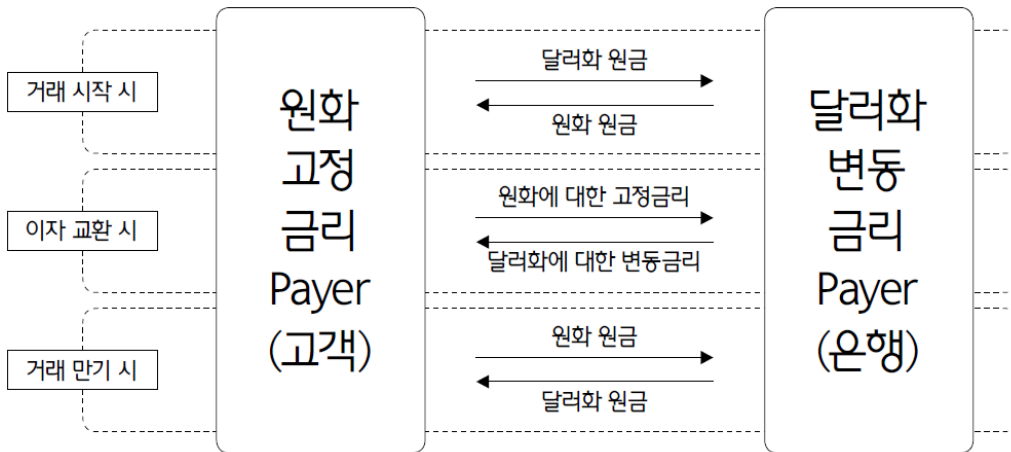 거래 시작 시
원화
고정
금리
Payer
(고객)
달러화 원금
원화 원금
달러화
변동
금리
Payer
(은행)
이자 교환 시
원화에 대한 고정금리
달러화에 대한 변동금리
거래 만기 시
원화 원금
달러화 원금